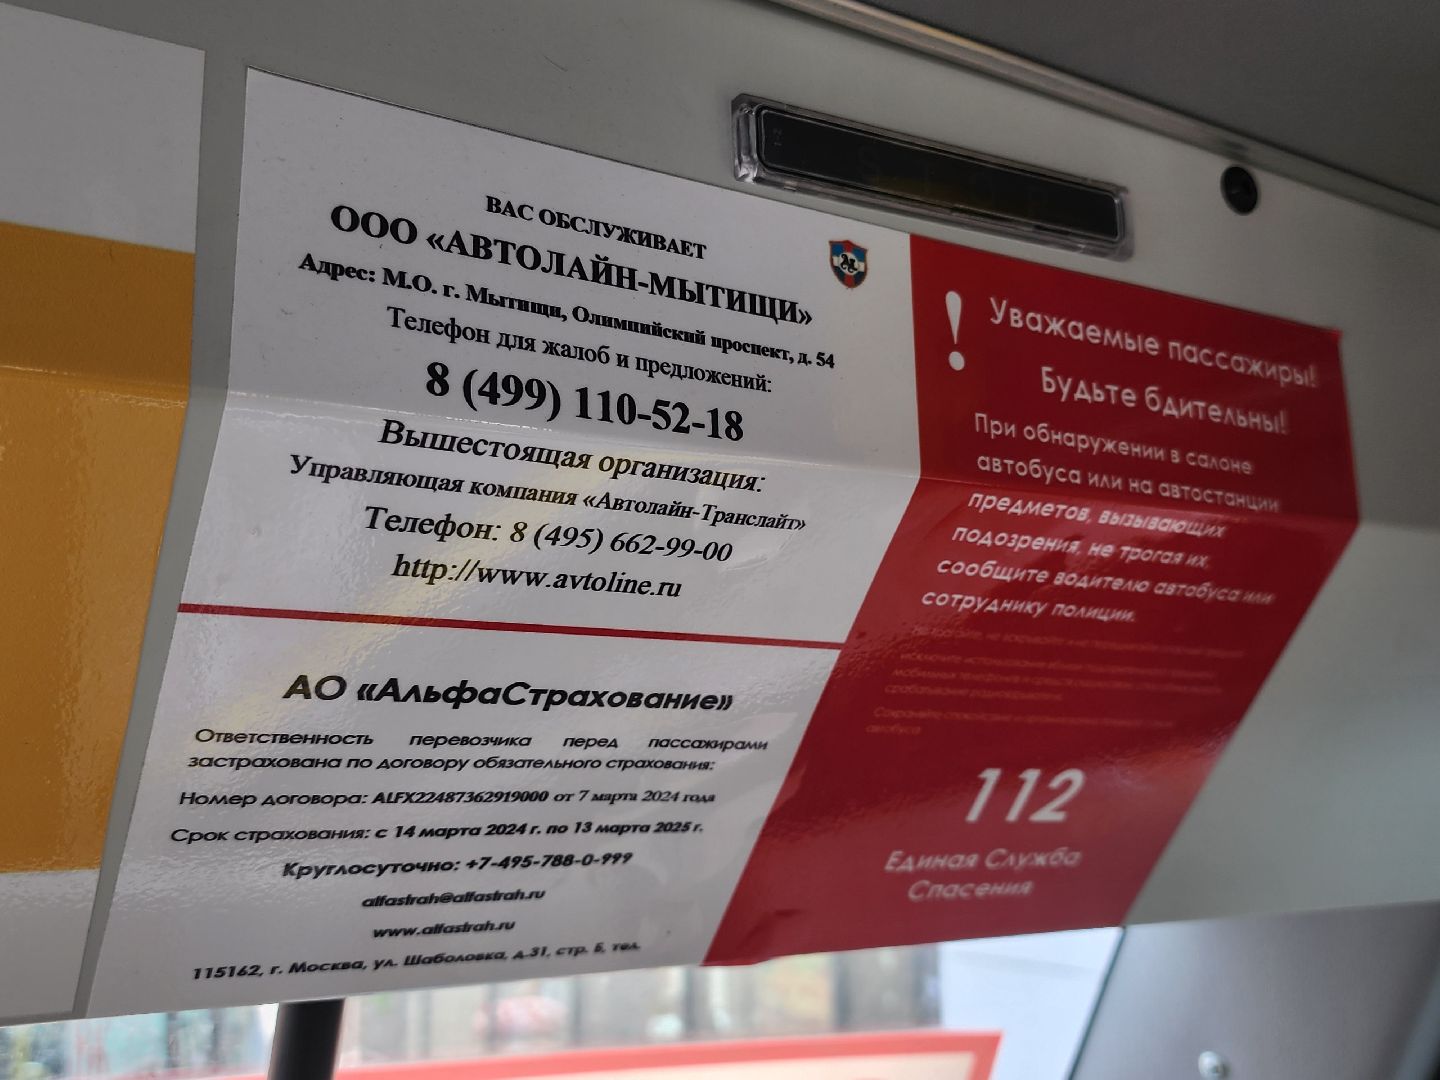 ВАС ОБСЛУЖИВАЕТ
ООО «АВТОЛАЙН-МЫТИЩИ»
Адрес: М.О. г. Мытищи, Олимпийский проспект, д. 54
Телефон для жалоб и предложений:
8 (499) 110-52-18
Вышестоящая организация:
Управляющая компания «Автолайн-Транслайт»
Телефон: 8 (495) 662-99-00
http://www.avtoline.ru
АО «АльфаСтрахование»
Ответственность перевозчика перед пассажирами
застрахована по договору обязательного страхования:
Номер договора: ALFX22487362919000 от 7 марта 2024 года
Срок страхования: с 14 марта 2024 г. по 13 марта 2025 г.
Круглосуточно: +7-495-788-0-999
alfastrah@alfastrah.ru
www.alfastrah.ru
115162, г. Москва, ул. Шаболовка, д.31, стр. Б, тел.
! Уважаемые пассажиры!
Будьте бдительны!
При обнаружении в салоне
автобуса или на автостанции
предметов, вызывающих
подозрения, не трогая их,
сообщите водителю автобуса или
сотруднику полиции.
112
Единая Служба
Спасения